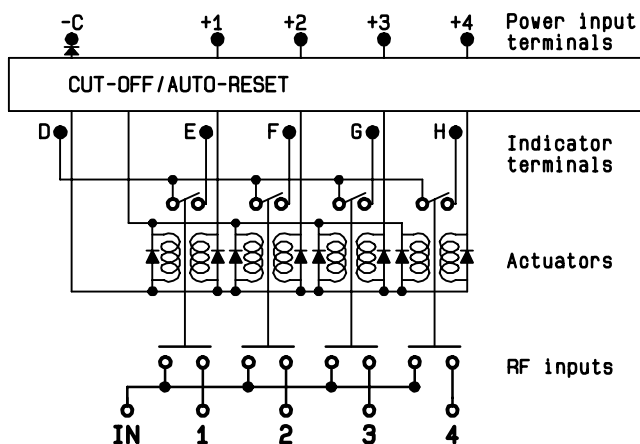 -C +1 +2 +3 +4 Power input
terminals
CUT-OFF/AUTO-RESET
D E F G H Indicator
terminals
Actuators
RF inputs
IN 1 2 3 4